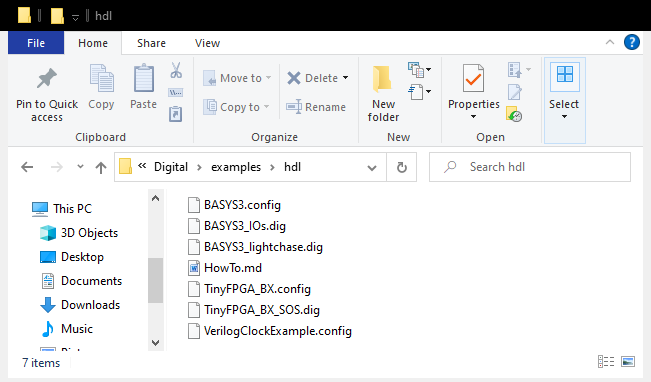 hdl
File Home Share View
Pin to Quick access
Copy
Paste
Clipboard
Move to
Copy to
Delete
Rename
Organize
New folder
New
Properties
Open
Select
Digital examples hdl
Search hdl
This PC
3D Objects
Desktop
Documents
Downloads
Music
BASYS3.config
BASYS3_IOs.dig
BASYS3_lightchase.dig
HowTo.md
TinyFPGA_BX.config
TinyFPGA_BX_SOS.dig
VerilogClockExample.config
7 items